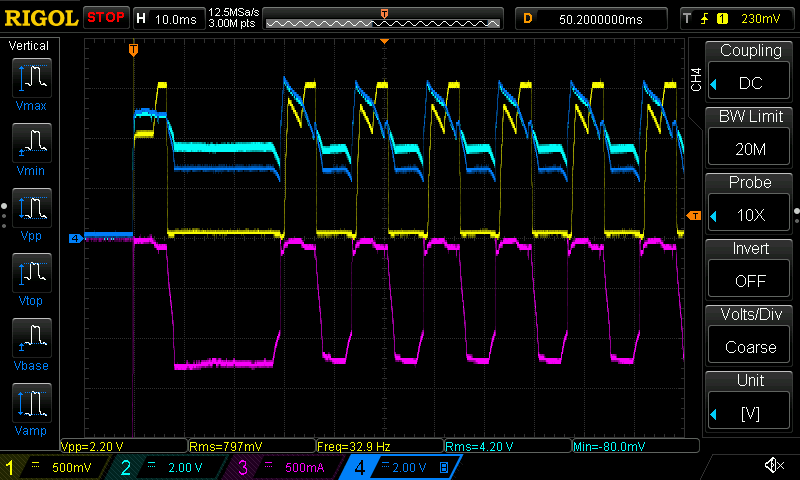 RIGOL STOP H 10.0ms 12.5MSa/s 3.00M pts T D 50.2000000ms T 1 230mV
Vertical
Vmax
Vmin
Vpp
Vtop
Vbase
Vamp
T
4
T
CH4
Coupling
DC
BW Limit
20M
Probe
10X
Invert
OFF
Volts/Div
Coarse
Unit
[V]
Vpp=2.20 V Rms=797mV Freq=32.9 Hz Rms=4.20 V Min=-80.0mV
1 500mV 2 2.00 V 3 500mA 4 2.00 V B